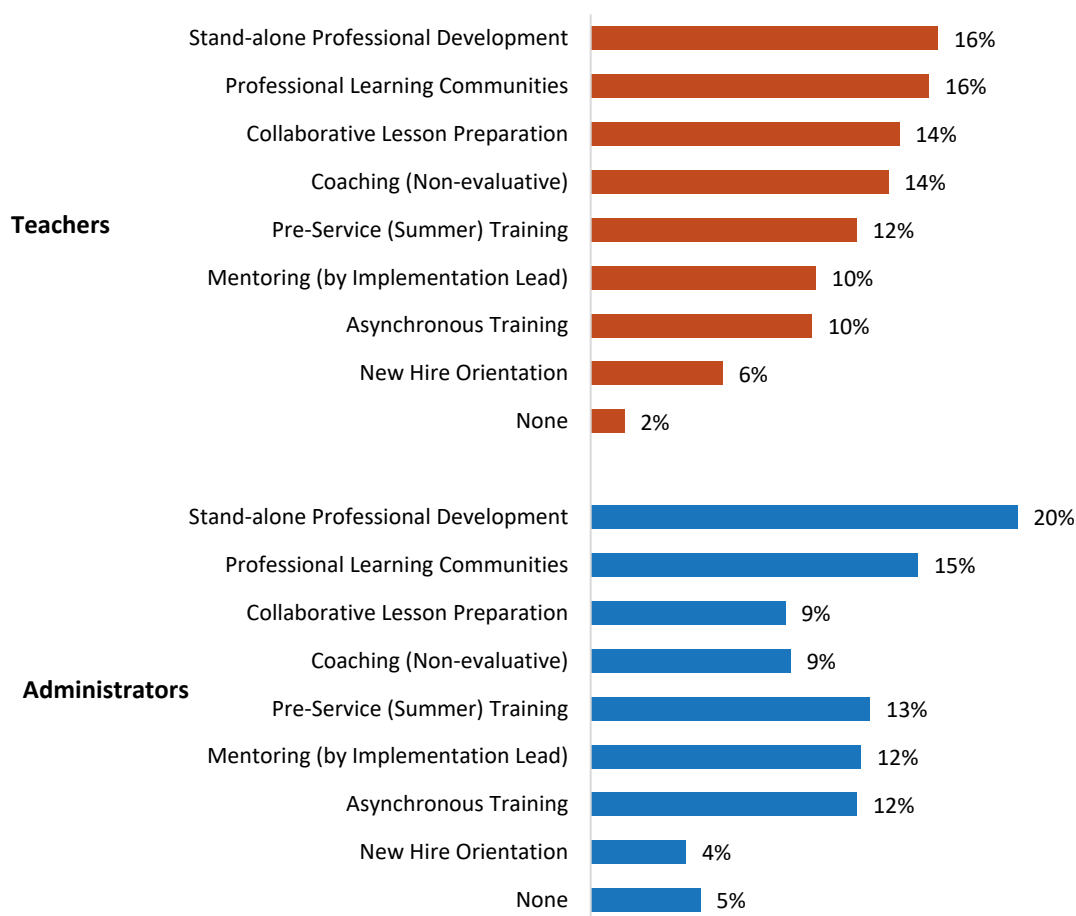 Stand-alone Professional Development 16%
Professional Learning Communities 16%
Collaborative Lesson Preparation 14%
Coaching (Non-evaluative) 14%
Teachers
Pre-Service (Summer) Training 12%
Mentoring (by Implementation Lead) 10%
Asynchronous Training 10%
New Hire Orientation 6%
None 2%
Stand-alone Professional Development 20%
Professional Learning Communities 15%
Collaborative Lesson Preparation 9%
Coaching (Non-evaluative) 9%
Administrators
Pre-Service (Summer) Training 13%
Mentoring (by Implementation Lead) 12%
Asynchronous Training 12%
New Hire Orientation 4%
None 5%